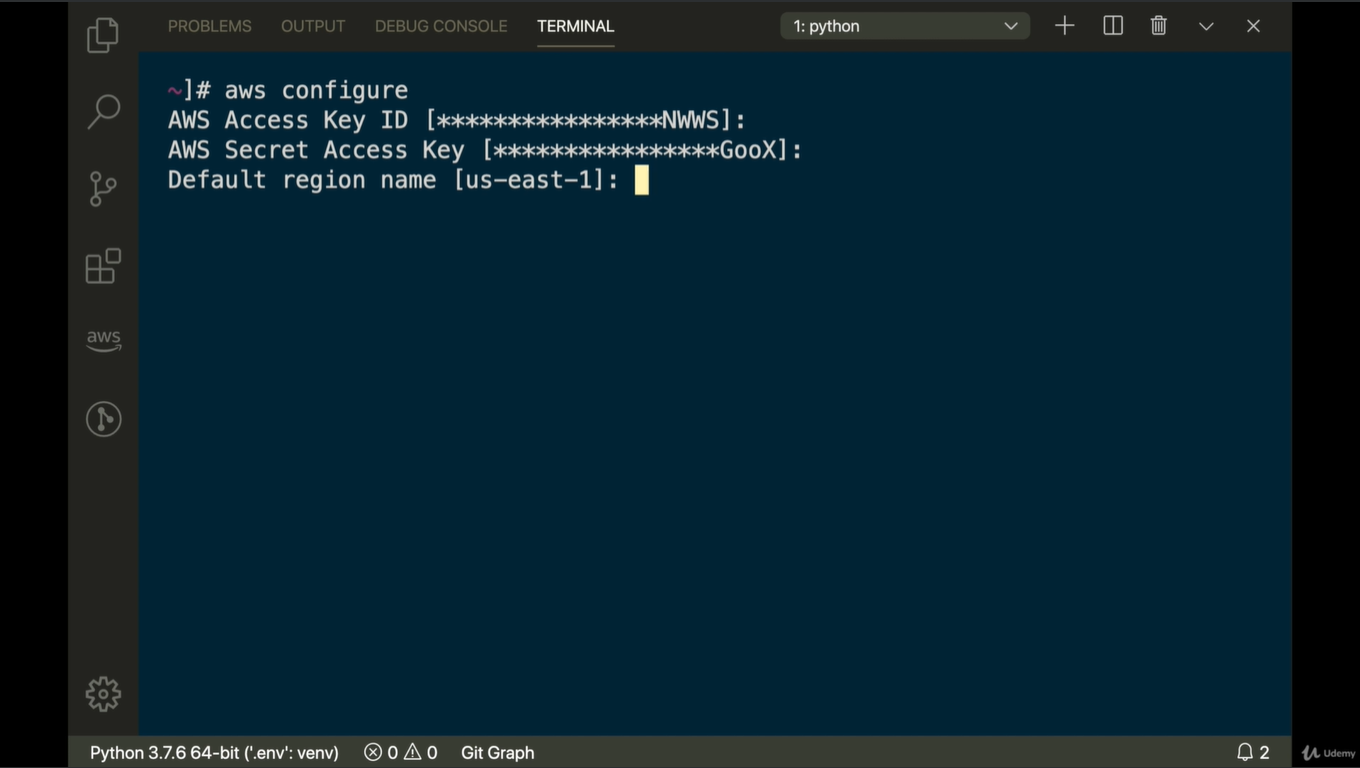 PROBLEMS OUTPUT DEBUG CONSOLE TERMINAL 1: python
~]# aws configure
AWS Access Key ID [****************NWWS]:
AWS Secret Access Key [****************GooX]:
Default region name [us-east-1]:
aws
Python 3.7.6 64-bit ('.env': venv) 0 0 Git Graph 2
Udemy